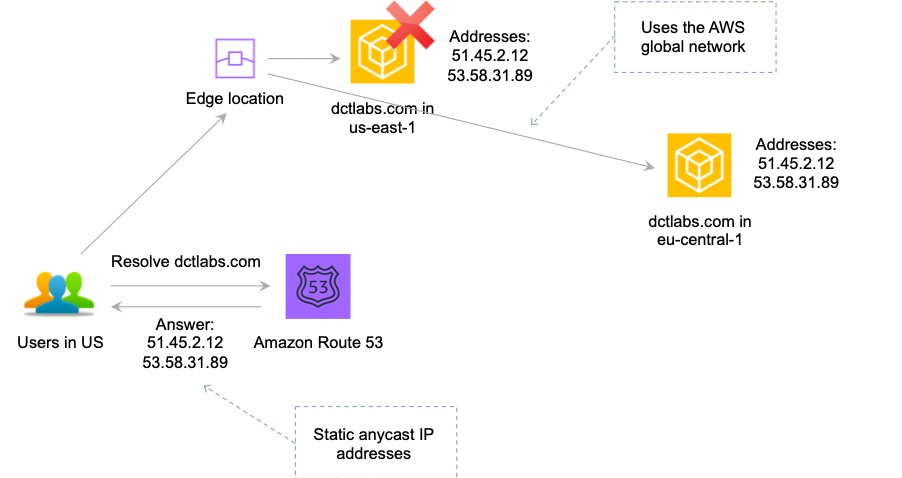 Uses the AWS
global network
Addresses:
51.45.2.12
53.58.31.89
Edge location
dctlabs.com in
us-east-1
Addresses:
51.45.2.12
53.58.31.89
dctlabs.com in
eu-central-1
Resolve dctlabs.com
53
Users in US
Answer:
51.45.2.12
53.58.31.89
Amazon Route 53
Static anycast IP
addresses